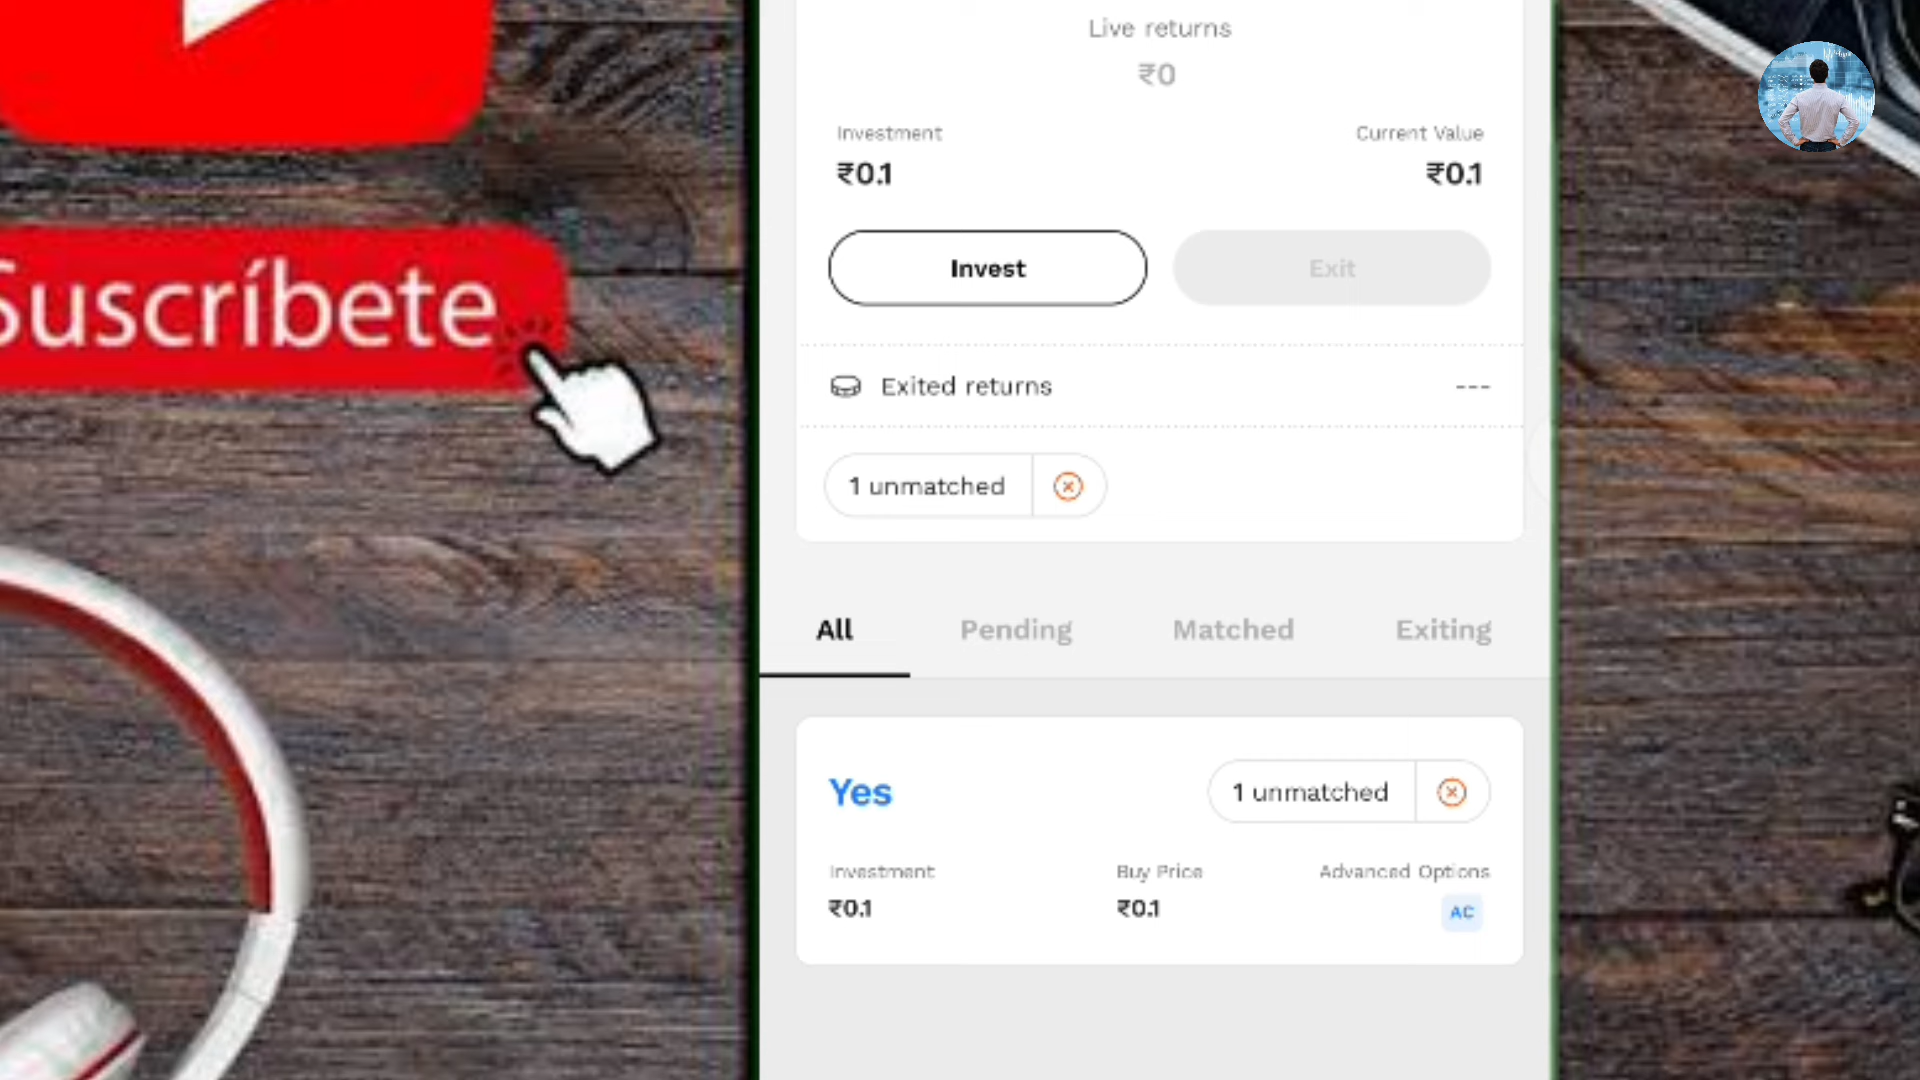 Live returns
₹0
Investment
Current Value
₹0.1
₹0.1
Invest
Exit
Suscríbete
Exited returns
---
1 unmatched
All
Pending
Matched
Exiting
Yes
1 unmatched
Investment
Buy Price
Advanced Options
₹0.1
₹0.1
AC